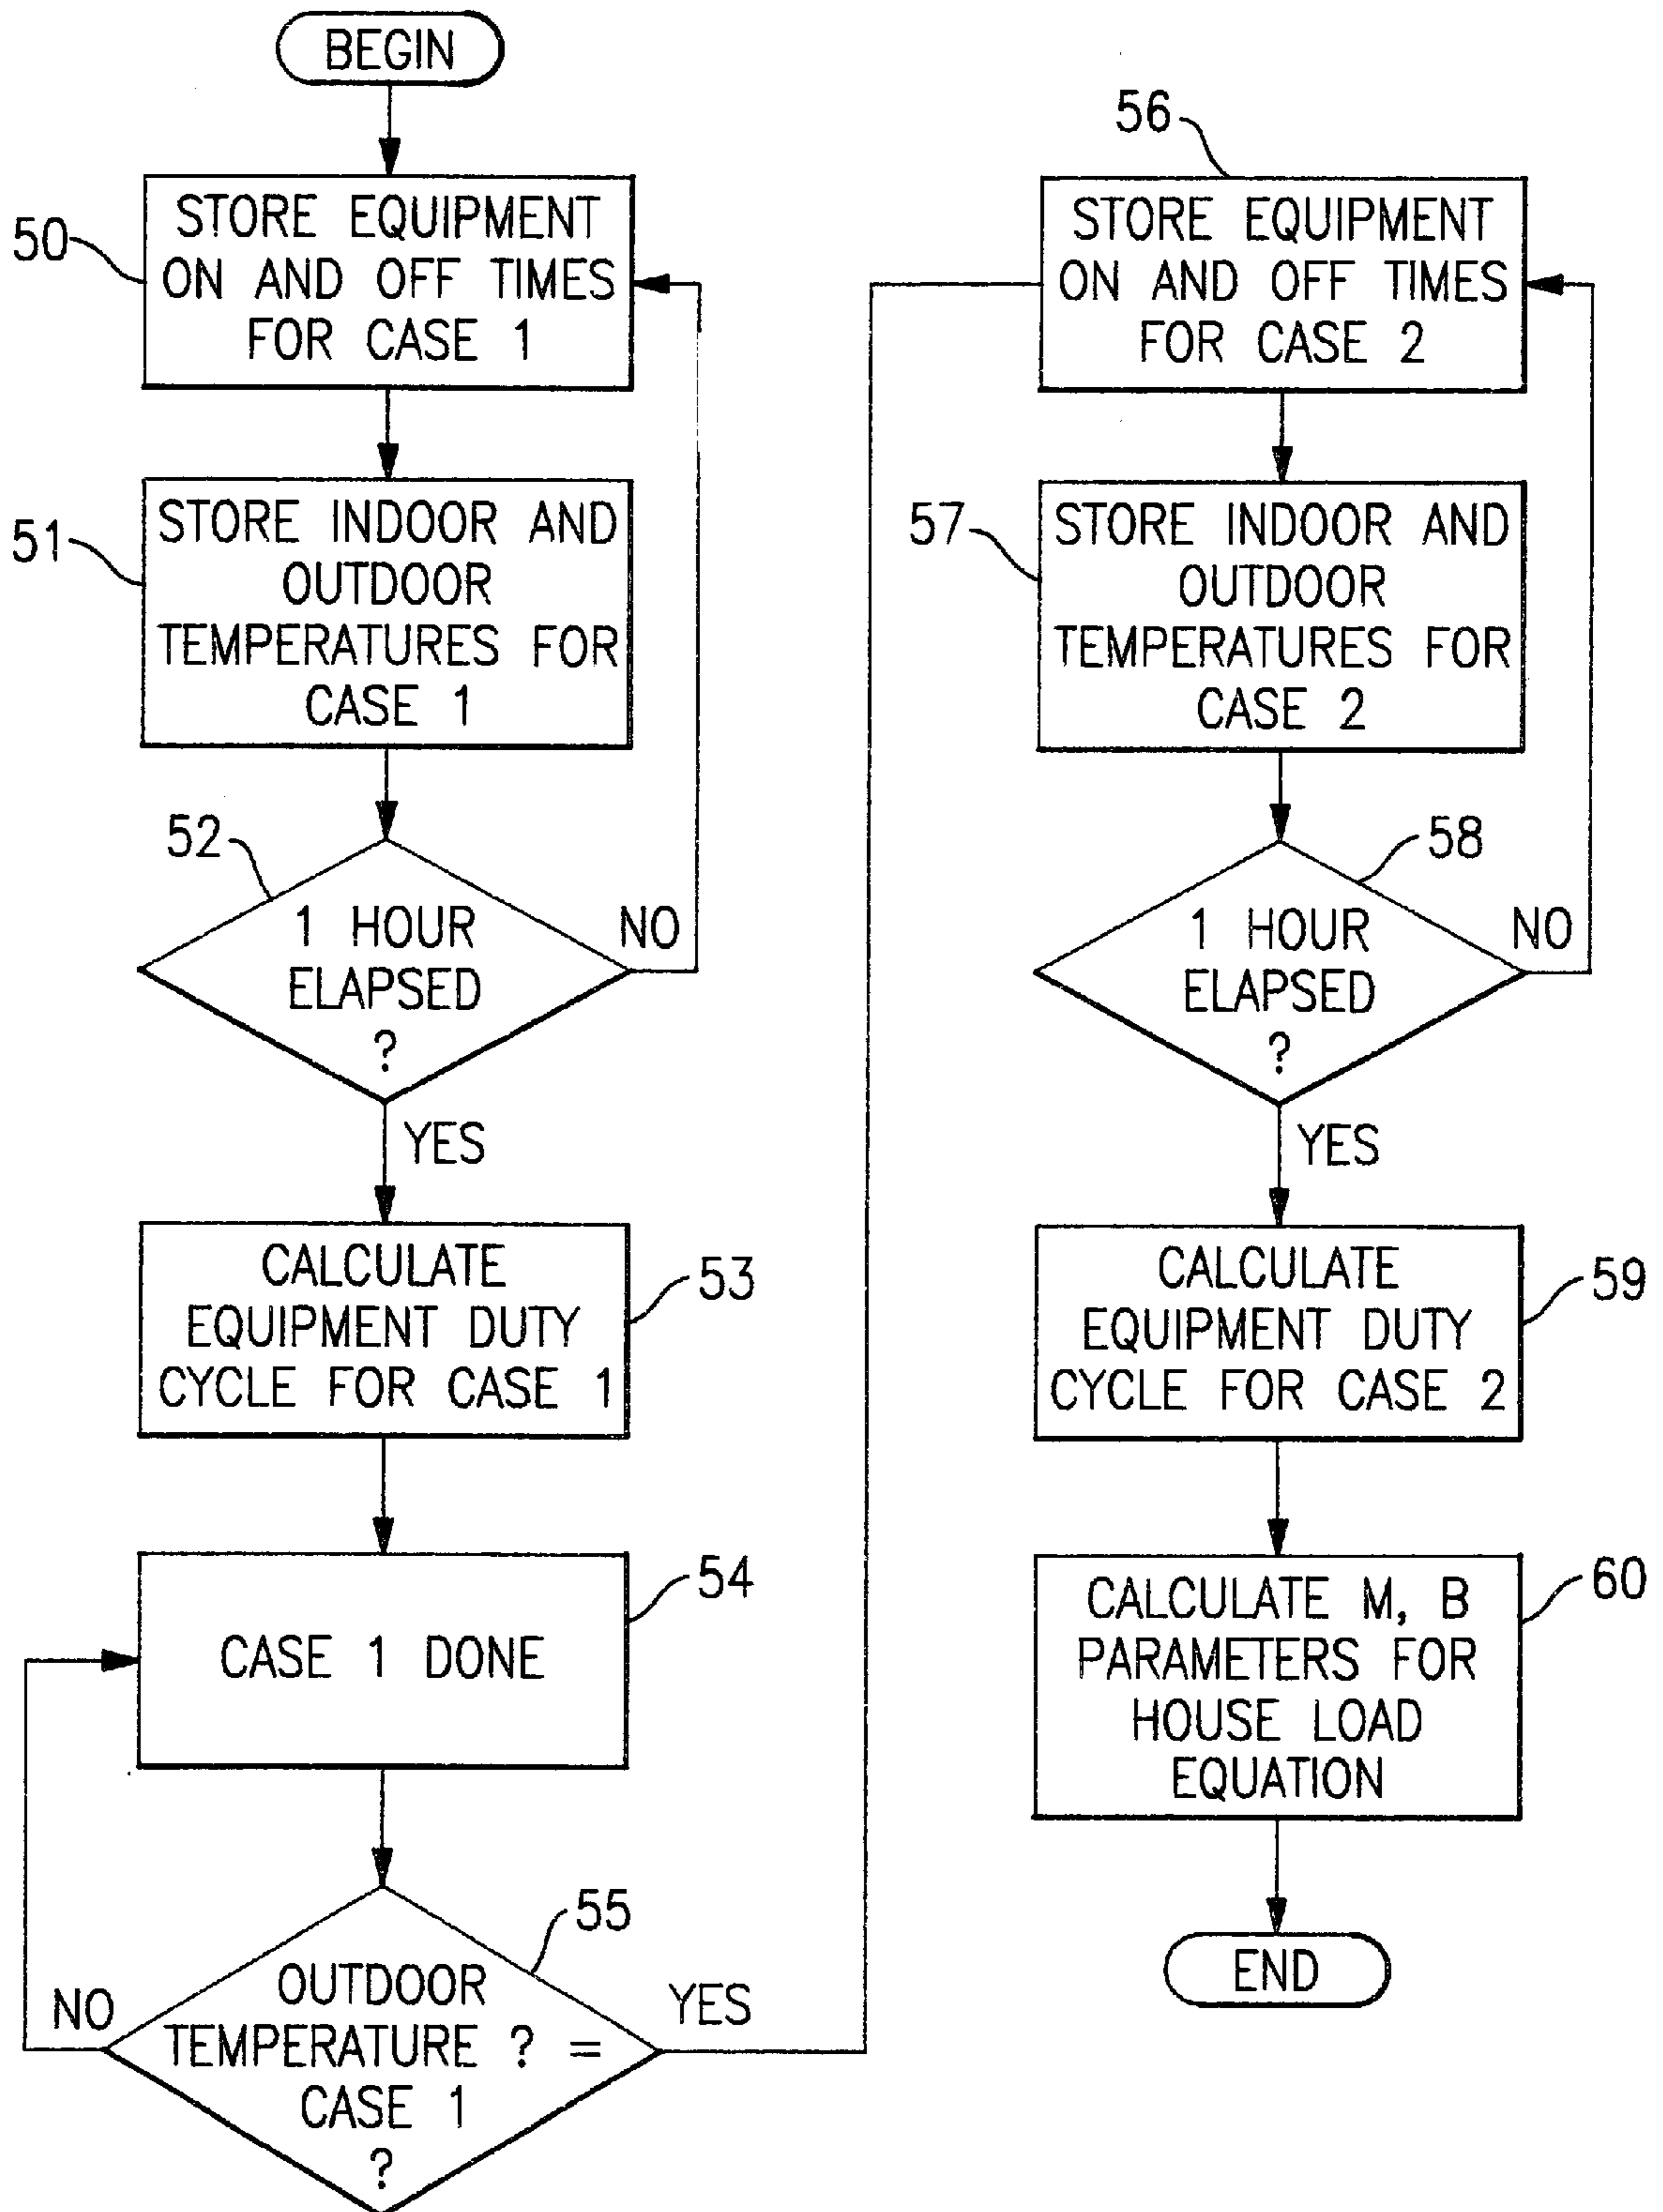 BEGIN
50
STORE EQUIPMENT
ON AND OFF TIMES
FOR CASE 1
51
STORE INDOOR AND
OUTDOOR
TEMPERATURES FOR
CASE 1
52
1 HOUR
ELAPSED
?
NO
YES
CALCULATE
EQUIPMENT DUTY
CYCLE FOR CASE 1
53
CASE 1 DONE
54
55
OUTDOOR
TEMPERATURE ? =
CASE 1
?
NO
YES
56
STORE EQUIPMENT
ON AND OFF TIMES
FOR CASE 2
57
STORE INDOOR AND
OUTDOOR
TEMPERATURES FOR
CASE 2
58
1 HOUR
ELAPSED
?
NO
YES
CALCULATE
EQUIPMENT DUTY
CYCLE FOR CASE 2
59
CALCULATE M, B
PARAMETERS FOR
HOUSE LOAD
EQUATION
60
END